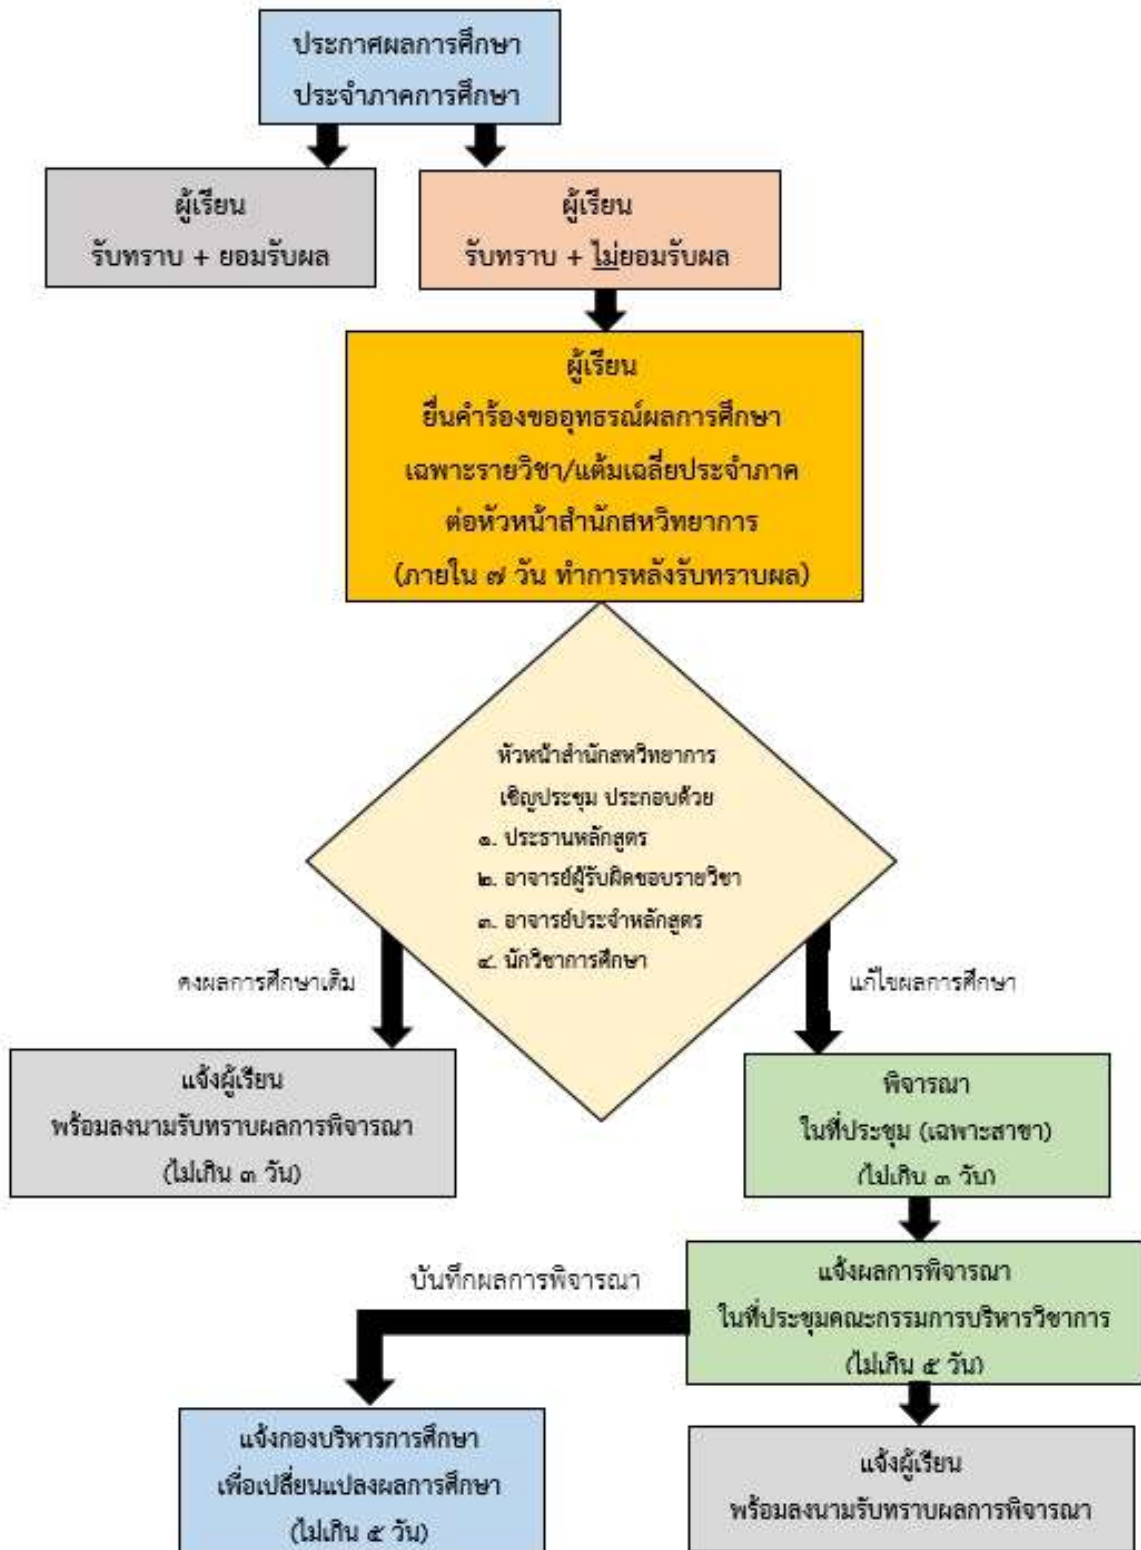 ประกาศผลการศึกษา
ประจำภาคการศึกษา
ผู้เรียน
รับทราบ + ยอมรับผล
ผู้เรียน
รับทราบ + ไม่ยอมรับผล
ผู้เรียน
ยื่นคำร้องขออุทธรณ์ผลการศึกษา
เฉพาะรายวิชา/แต้มเฉลี่ยประจำภาค
ต่อหัวหน้าสำนักสหวิทยาการ
(ภายใน ๗ วัน ทำการหลังรับทราบผล)
หัวหน้าสำนักสหวิทยาการ
เชิญประชุม ประกอบด้วย
๑. ประธานหลักสูตร
๒. อาจารย์ผู้รับผิดชอบรายวิชา
๓. อาจารย์ประจำหลักสูตร
๔. นักวิชาการศึกษา
คงผลการศึกษาเดิม
แก้ไขผลการศึกษา
แจ้งผู้เรียน
พร้อมลงนามรับทราบผลการพิจารณา
(ไม่เกิน ๓ วัน)
พิจารณา
ในที่ประชุม (เฉพาะสาขา)
(ไม่เกิน ๓ วัน)
แจ้งผลการพิจารณา
ในที่ประชุมคณะกรรมการบริหารวิชาการ
(ไม่เกิน ๕ วัน)
บันทึกผลการพิจารณา
แจ้งกองบริหารการศึกษา
เพื่อเปลี่ยนแปลงผลการศึกษา
(ไม่เกิน ๕ วัน)
แจ้งผู้เรียน
พร้อมลงนามรับทราบผลการพิจารณา